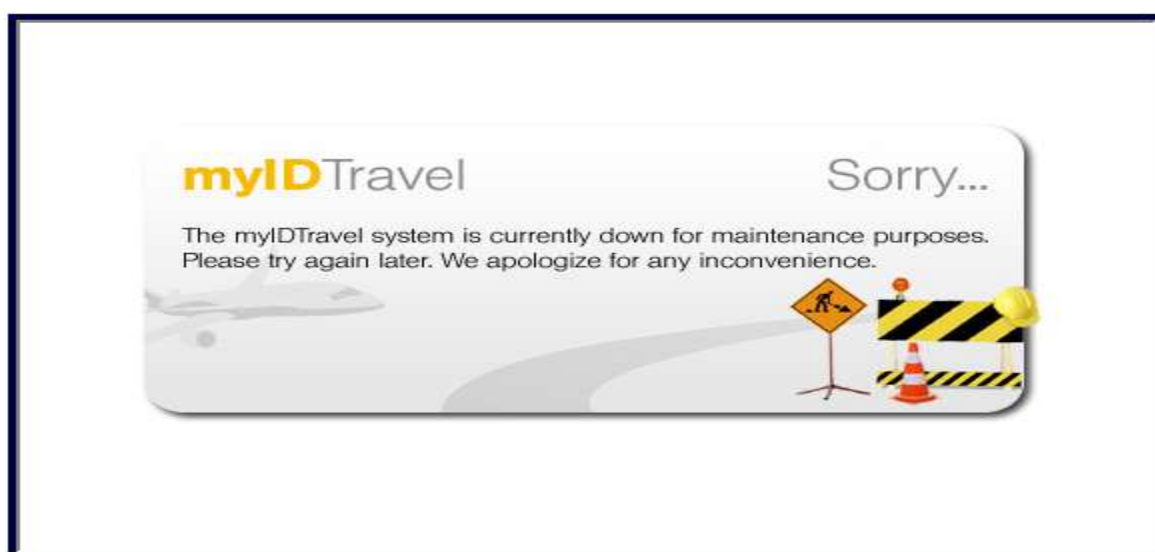 myIDTravel Sorry...
The myIDTravel system is currently down for maintenance purposes.
Please try again later. We apologize for any inconvenience.